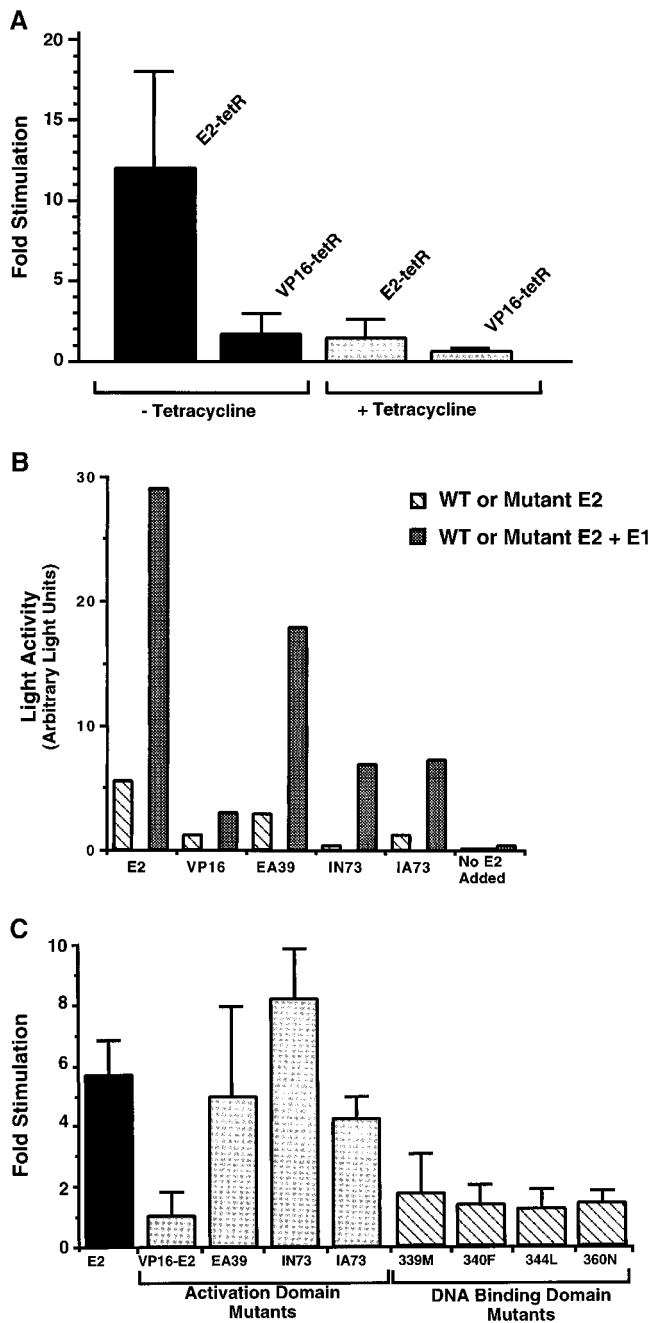 A
Fold Stimulation
20
15
10
5
0
E2-tetR
VP16-tetR
E2-tetR
VP16-tetR
- Tetracycline
+ Tetracycline
B
Light Activity
(Arbitrary Light Units)
30
20
10
0
WT or Mutant E2
WT or Mutant E2 + E1
E2
VP16
EA39
IN73
IA73
No E2
Added
C
Fold Stimulation
10
8
6
4
2
0
E2
VP16-E2
EA39
IN73
IA73
339M
340F
344L
360N
Activation Domain
Mutants
DNA Binding Domain
Mutants